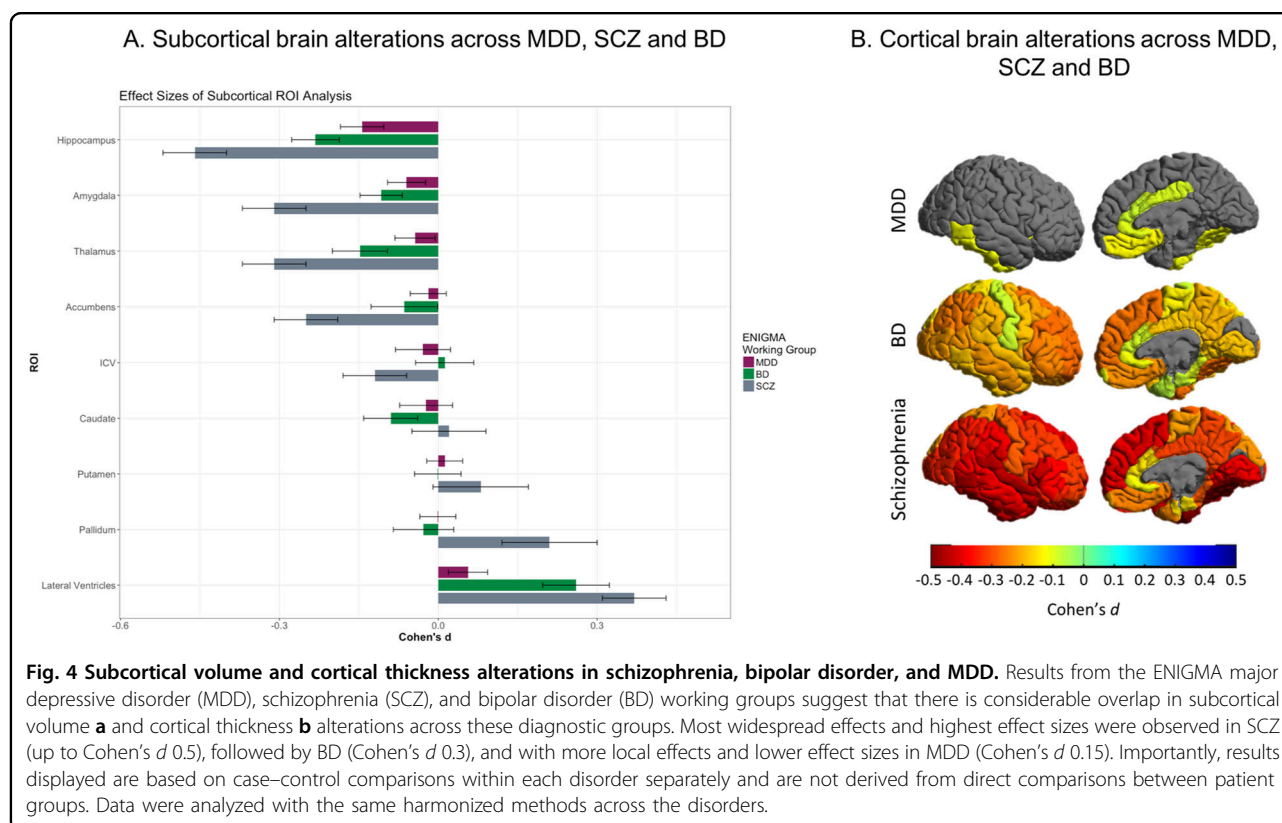 A. Subcortical brain alterations across MDD, SCZ and BD
Effect Sizes of Subcortical ROI Analysis
ROI
Hippocampus
Amygdala
Thalamus
Accumbens
ICV
Caudate
Putamen
Pallidum
Lateral Ventricles
-0.6
-0.3
0.0
0.3
Cohen's d
ENIGMA
Working Group
MDD
BD
SCZ
B. Cortical brain alterations across MDD,
SCZ and BD
MDD
BD
Schizophrenia
-0.5 -0.4 -0.3 -0.2 -0.1 0 0.1 0.2 0.3 0.4 0.5
Cohen's d
Fig. 4 Subcortical volume and cortical thickness alterations in schizophrenia, bipolar disorder, and MDD. Results from the ENIGMA major
depressive disorder (MDD), schizophrenia (SCZ), and bipolar disorder (BD) working groups suggest that there is considerable overlap in subcortical
volume a and cortical thickness b alterations across these diagnostic groups. Most widespread effects and highest effect sizes were observed in SCZ
(up to Cohen's d 0.5), followed by BD (Cohen's d 0.3), and with more local effects and lower effect sizes in MDD (Cohen's d 0.15). Importantly, results
displayed are based on case–control comparisons within each disorder separately and are not derived from direct comparisons between patient
groups. Data were analyzed with the same harmonized methods across the disorders.